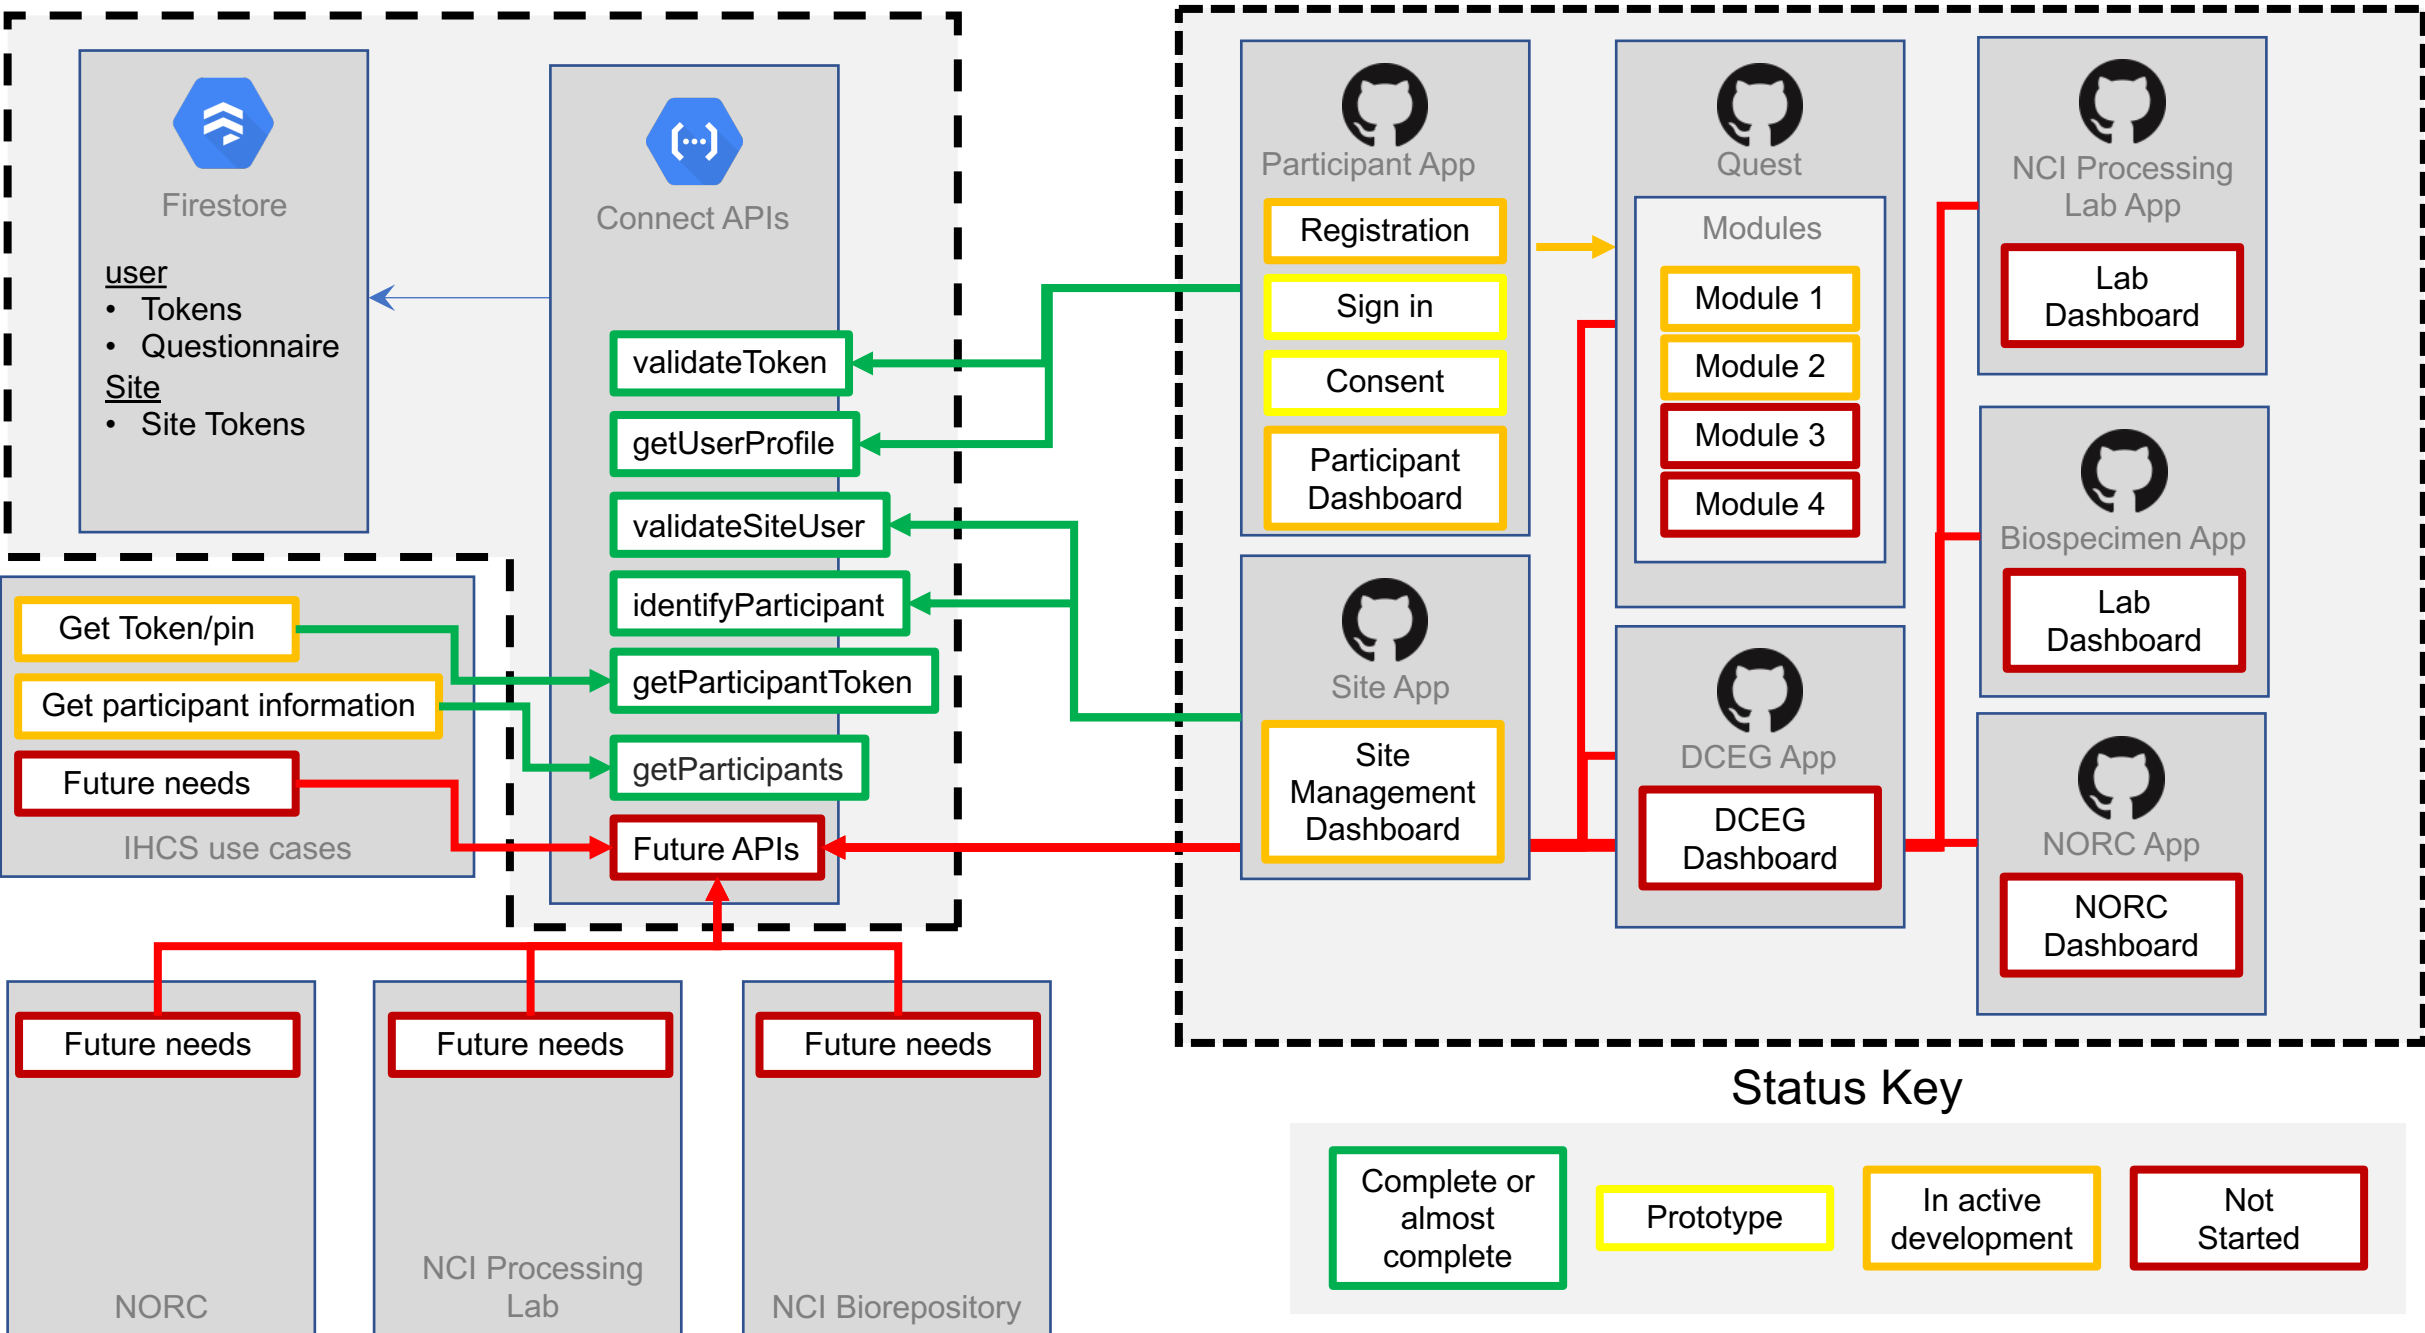 Firestore
user
• Tokens
• Questionnaire
Site
• Site Tokens
Connect APIs
validateToken
getUserProfile
validateSiteUser
identifyParticipant
getParticipantToken
getParticipants
Future APIs
Get Token/pin
Get participant information
Future needs
IHCS use cases
Future needs
NORC
Future needs
NCI Processing
Lab
Future needs
NCI Biorepository
Participant App
Registration
Sign in
Consent
Participant
Dashboard
Site App
Site
Management
Dashboard
Quest
Modules
Module 1
Module 2
Module 3
Module 4
DCEG App
DCEG
Dashboard
NCI Processing
Lab App
Lab
Dashboard
Biospecimen App
Lab
Dashboard
NORC App
NORC
Dashboard
Status Key
Complete or
almost
complete
Prototype
In active
development
Not
Started